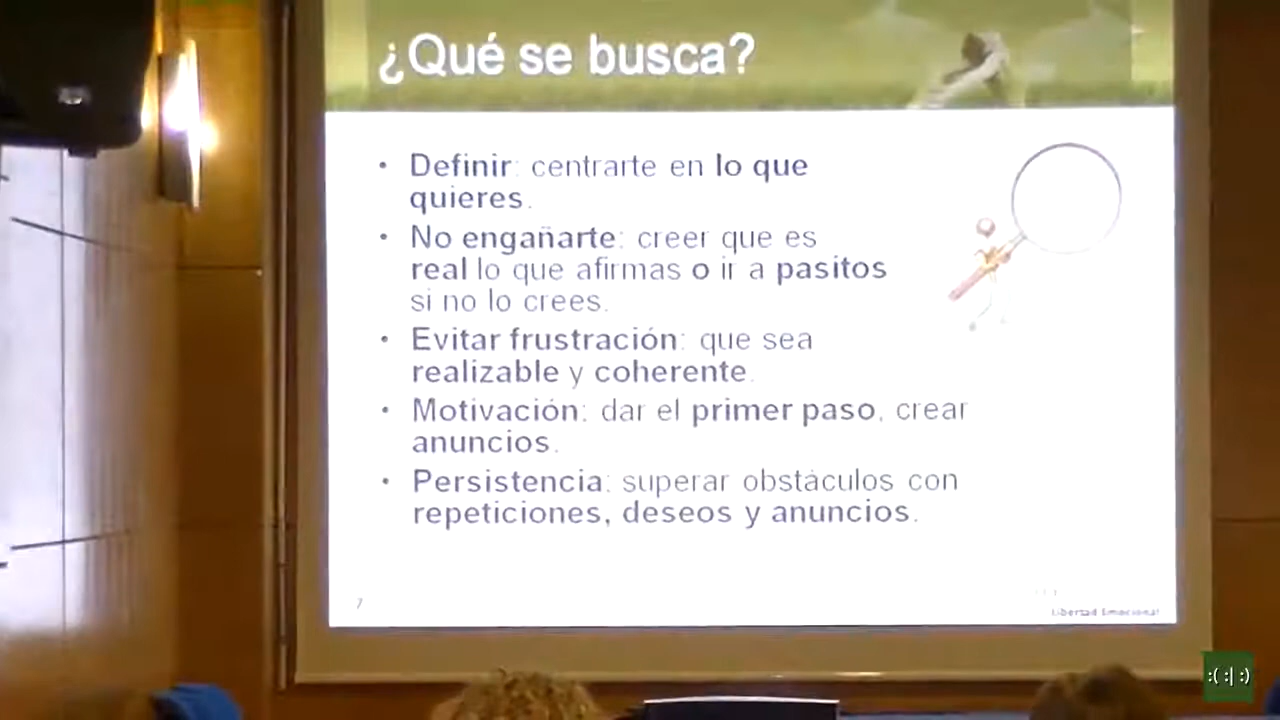 ¿Qué se busca?
• Definir: centrarte en lo que
quieres.
• No engañarte: creer que es
real lo que afirmas o ir a pasitos
si no lo crees.
• Evitar frustración: que sea
realizable y coherente.
• Motivación: dar el primer paso, crear
anuncios.
• Persistencia: superar obstáculos con
repeticiones, deseos y anuncios.
7
Libertad Emocional
:( :| :)